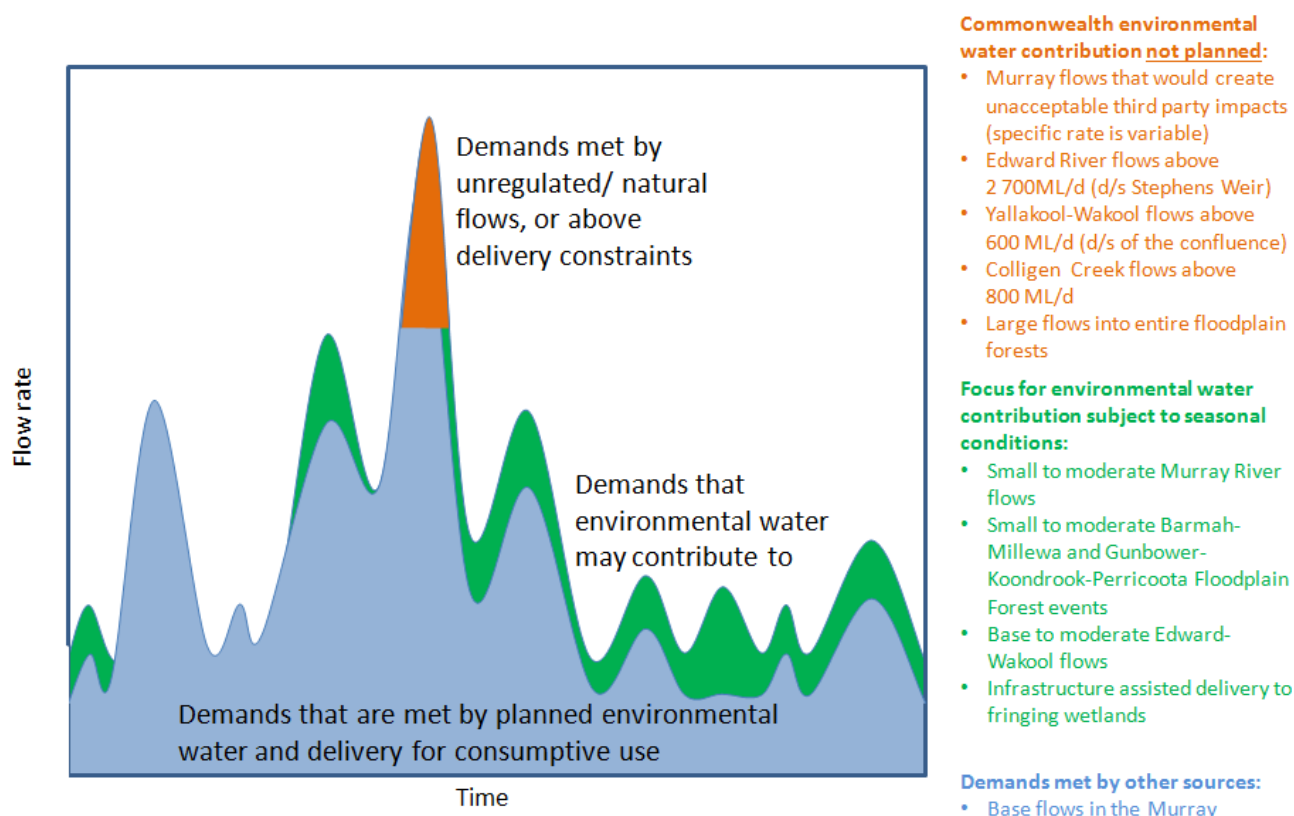 Flow rate
Demands met by
unregulated/ natural
flows, or above
delivery constraints
Demands that
environmental water
may contribute to
Demands that are met by planned environmental
water and delivery for consumptive use
Time
Commonwealth environmental
water contribution not planned:
• Murray flows that would create
unacceptable third party impacts
(specific rate is variable)
• Edward River flows above
2 700ML/d (d/s Stephens Weir)
• Yallakool-Wakool flows above
600 ML/d (d/s of the confluence)
• Colligen Creek flows above
800 ML/d
• Large flows into entire floodplain
forests
Focus for environmental water
contribution subject to seasonal
conditions:
• Small to moderate Murray River
flows
• Small to moderate Barmah-
Millewa and Gunbower-
Koondrook-Perricoota Floodplain
Forest events
• Base to moderate Edward-
Wakool flows
• Infrastructure assisted delivery to
fringing wetlands
Demands met by other sources:
• Base flows in the Murray